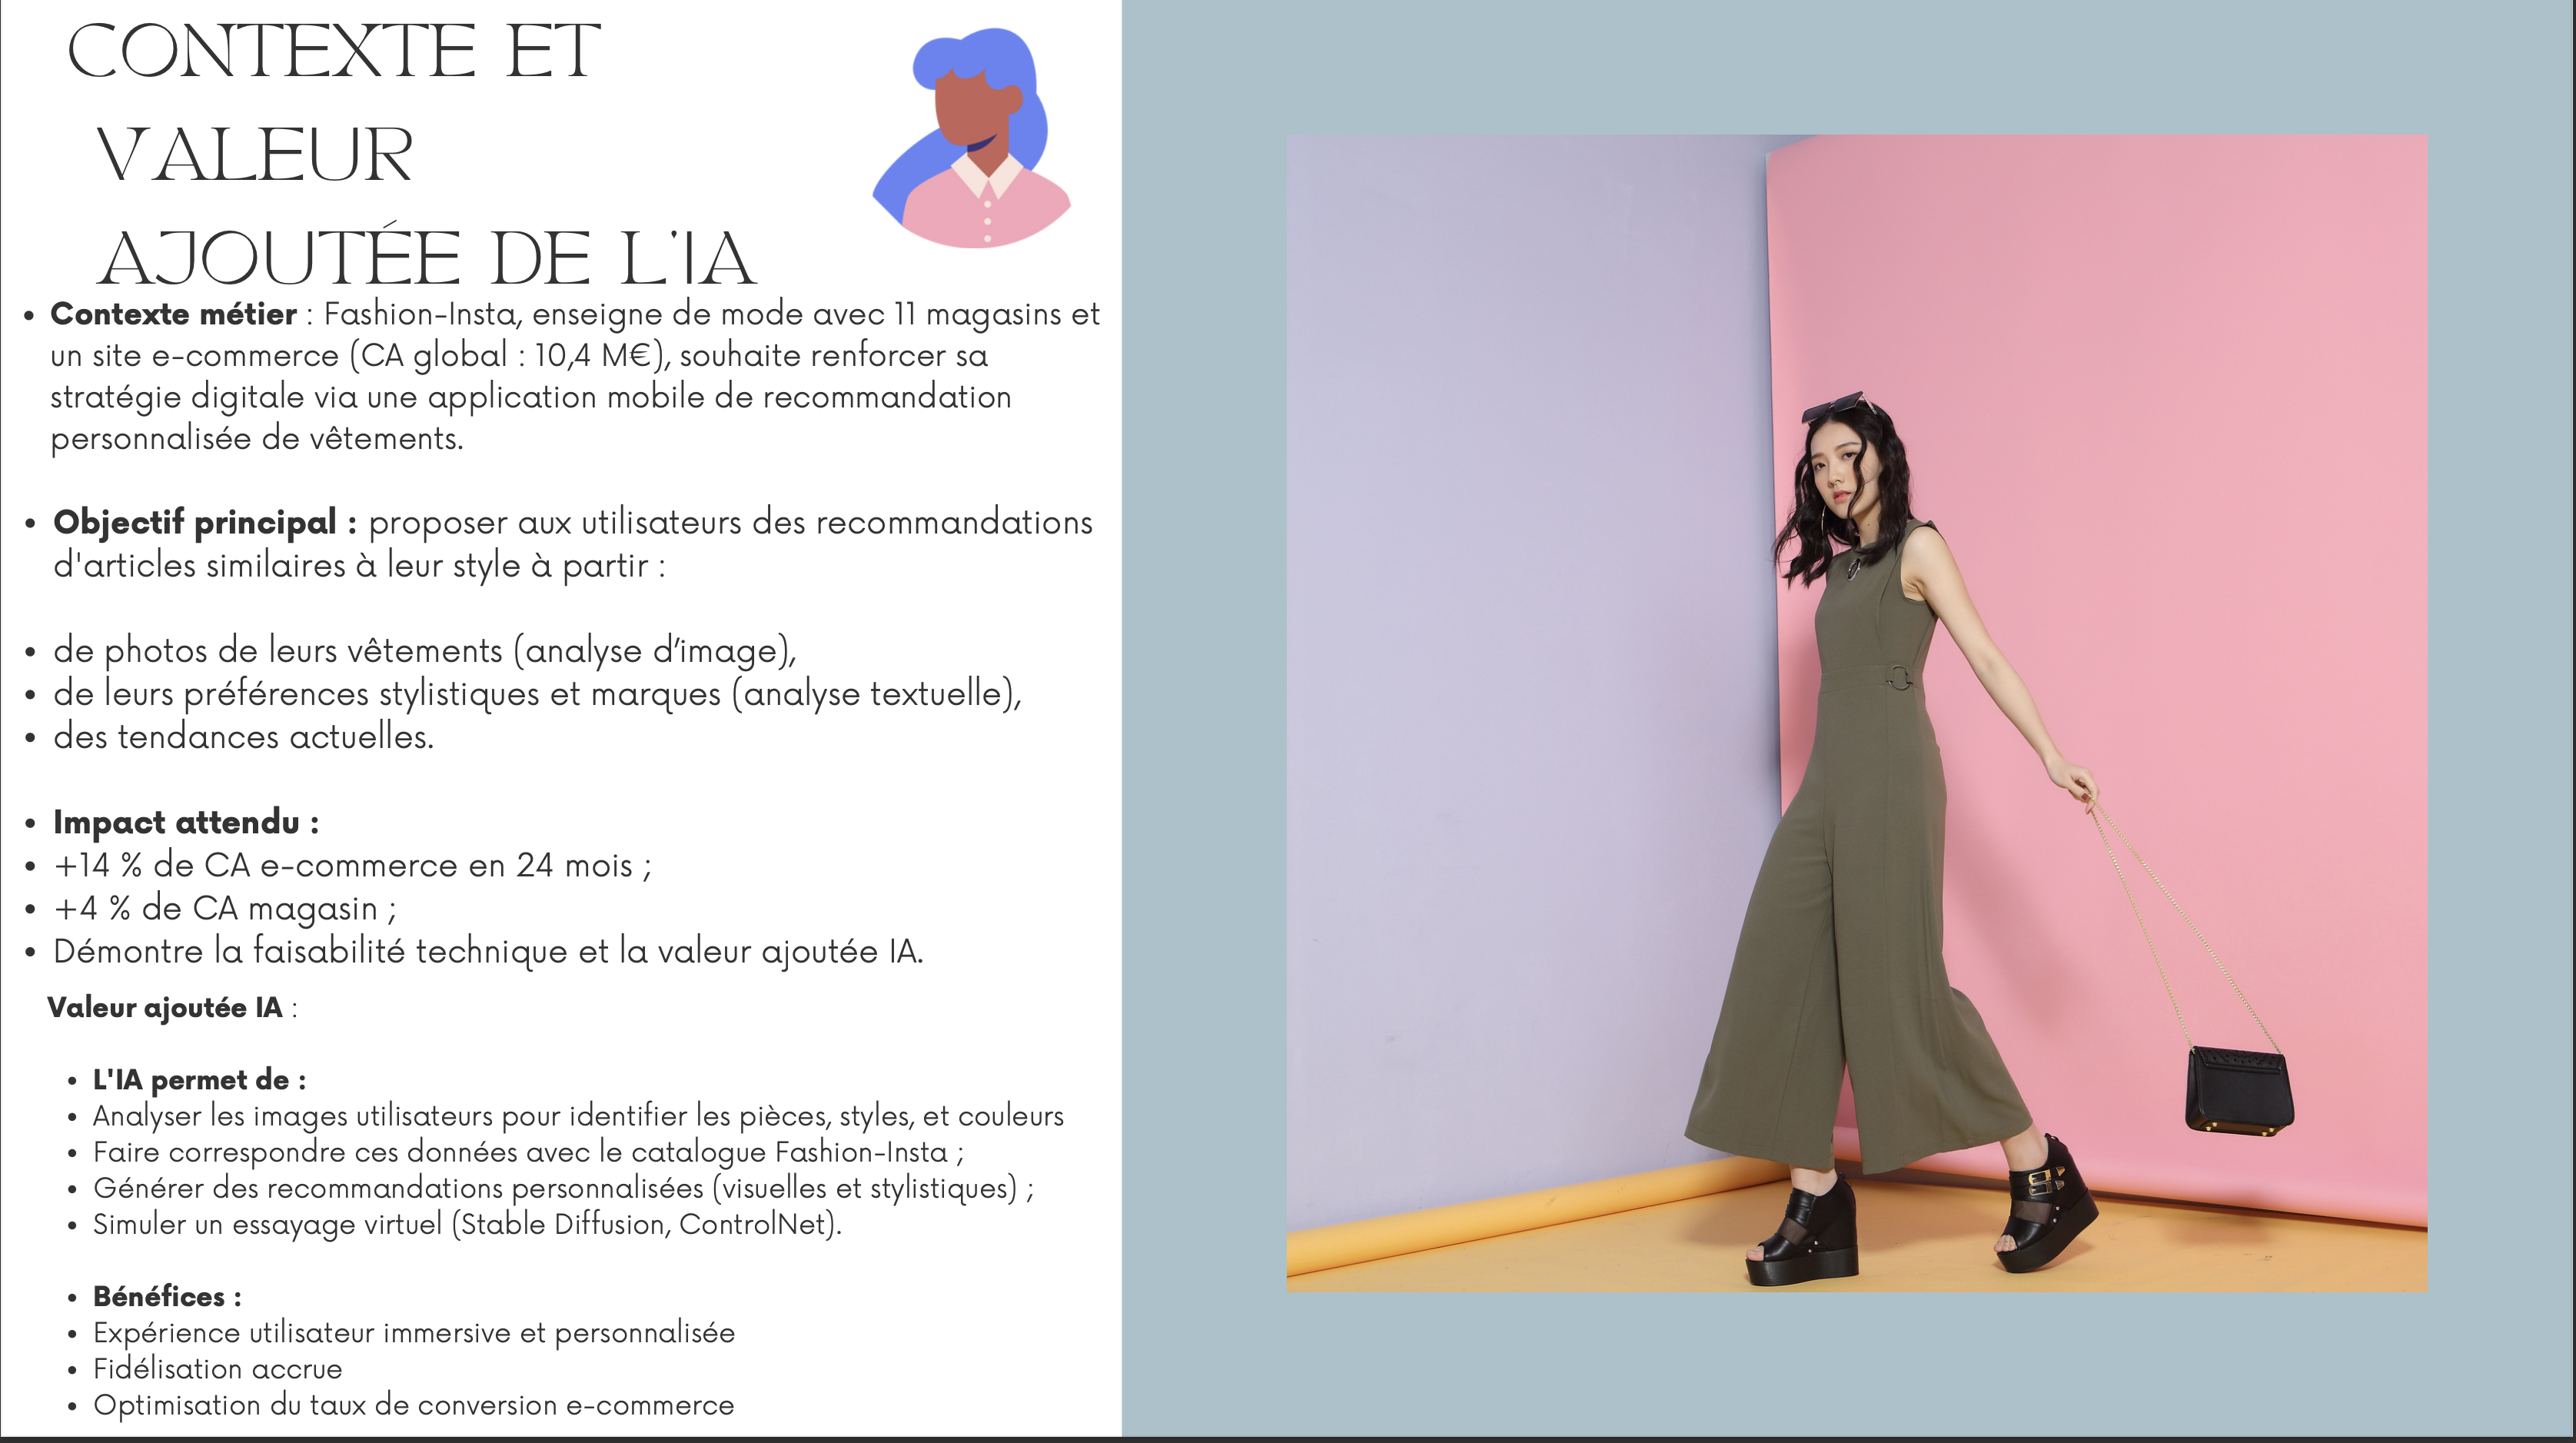 CONTEXTE ET
VALEUR
AJOUTÉE DE L'IA
• Contexte métier : Fashion-Insta, enseigne de mode avec 11 magasins et
un site e-commerce (CA global : 10,4 M€), souhaite renforcer sa
stratégie digitale via une application mobile de recommandation
personnalisée de vêtements.
• Objectif principal : proposer aux utilisateurs des recommandations
d'articles similaires à leur style à partir :
• de photos de leurs vêtements (analyse d’image),
• de leurs préférences stylistiques et marques (analyse textuelle),
• des tendances actuelles.
• Impact attendu :
• +14 % de CA e-commerce en 24 mois ;
• +4 % de CA magasin ;
• Démontre la faisabilité technique et la valeur ajoutée IA.
Valeur ajoutée IA :
• L'IA permet de :
• Analyser les images utilisateurs pour identifier les pièces, styles, et couleurs
• Faire correspondre ces données avec le catalogue Fashion-Insta ;
• Générer des recommandations personnalisées (visuelles et stylistiques) ;
• Simuler un essayage virtuel (Stable Diffusion, ControlNet).
• Bénéfices :
• Expérience utilisateur immersive et personnalisée
• Fidélisation accrue
• Optimisation du taux de conversion e-commerce